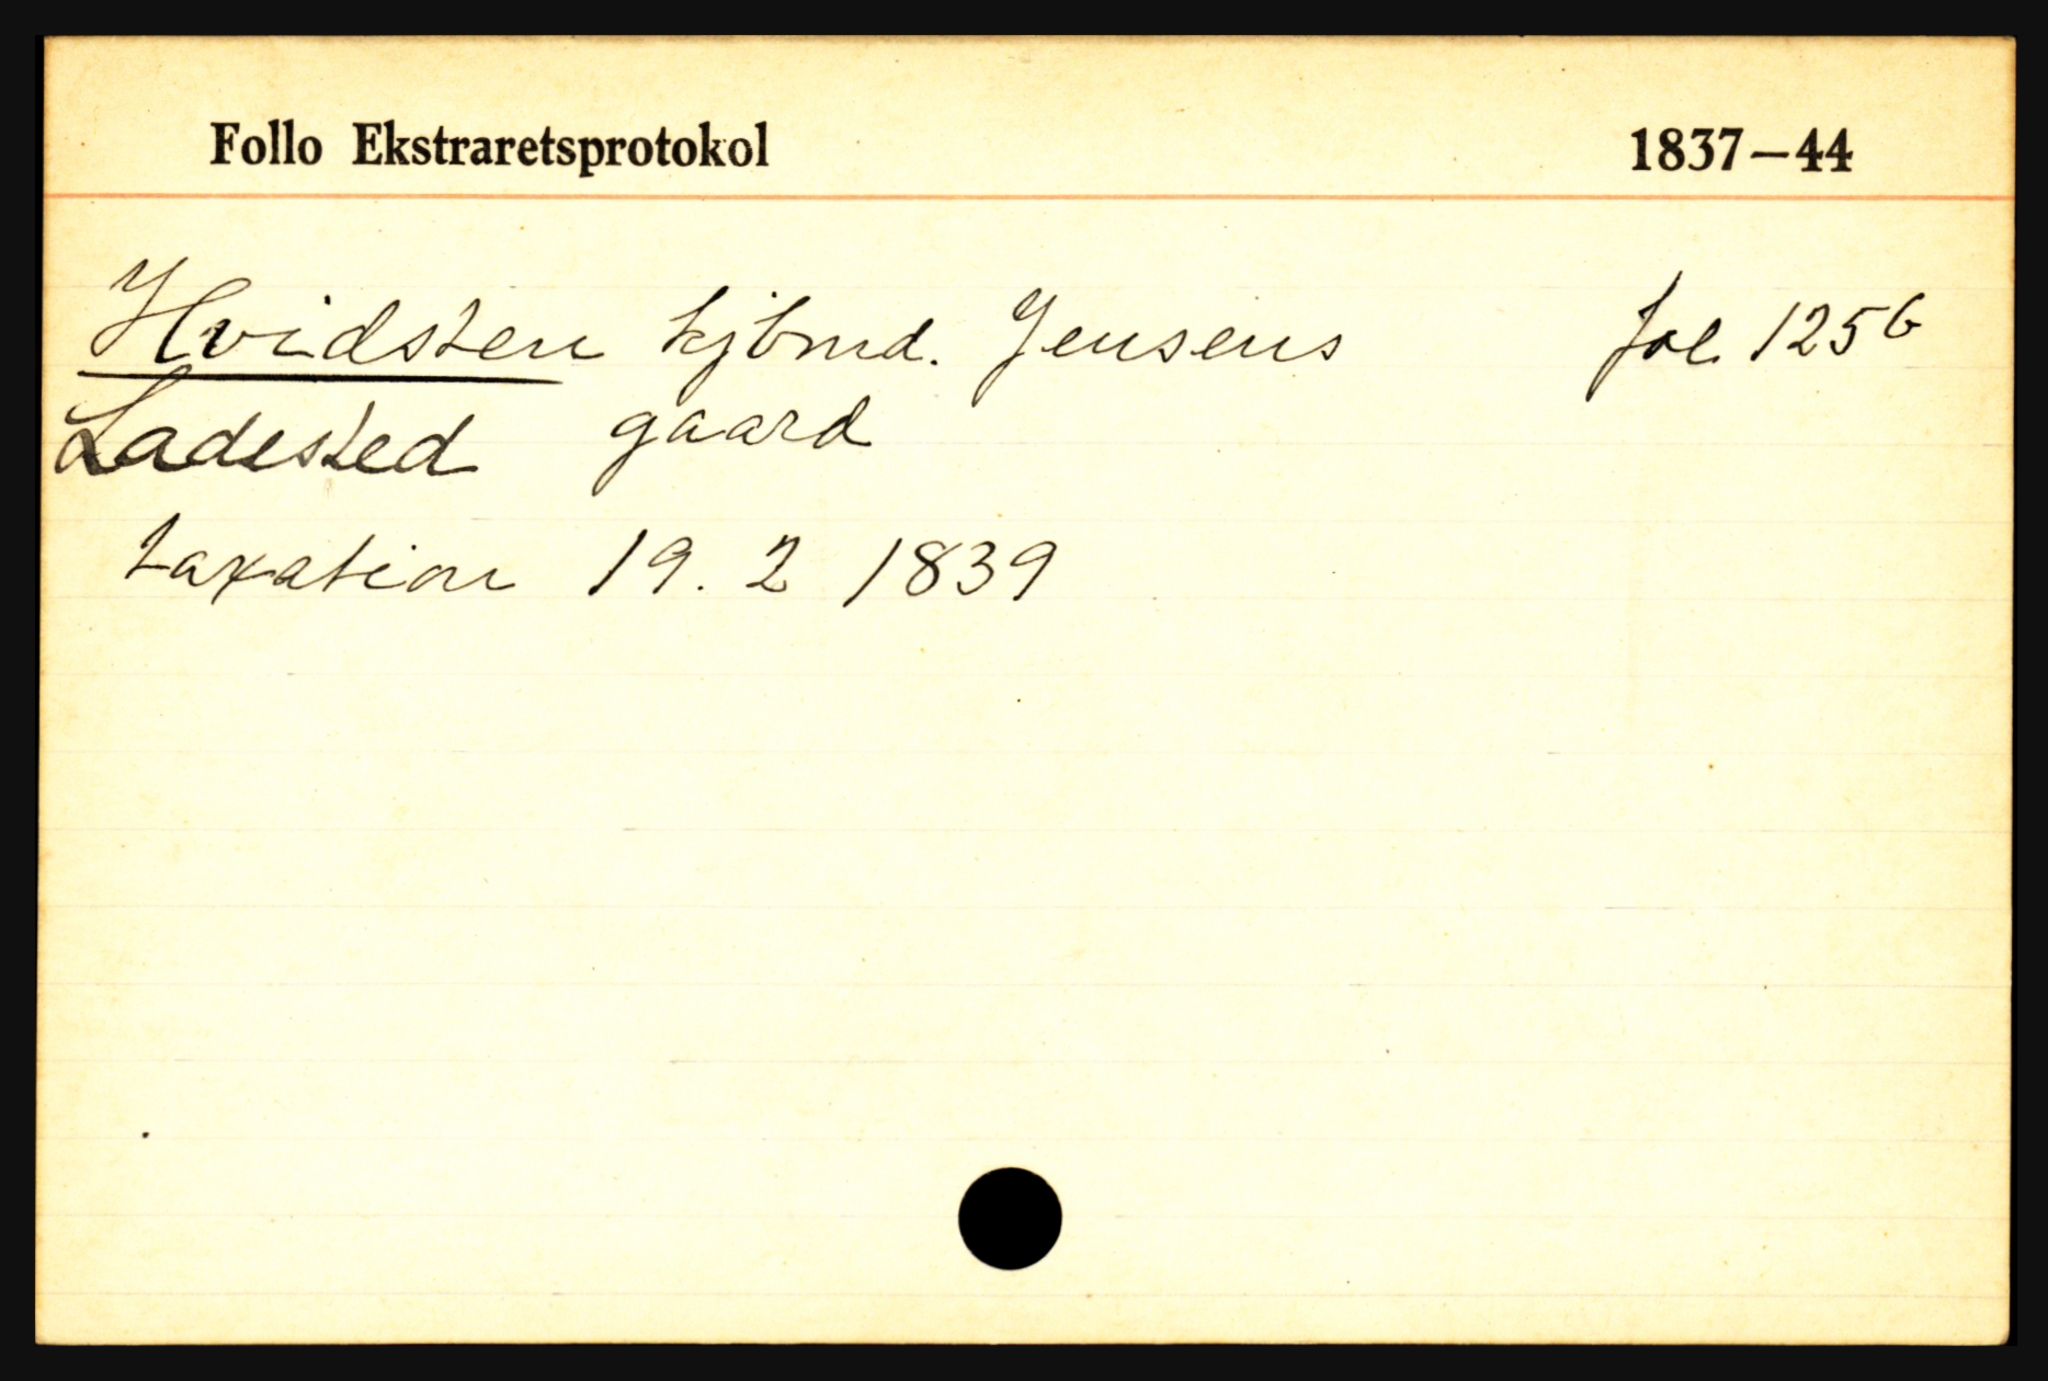 Follo Ekstraretsprotokol 1837-44
Hvidsten kjbmd. Jensens fol. 125b
Ladested gaard
taxation 19. 2 1839